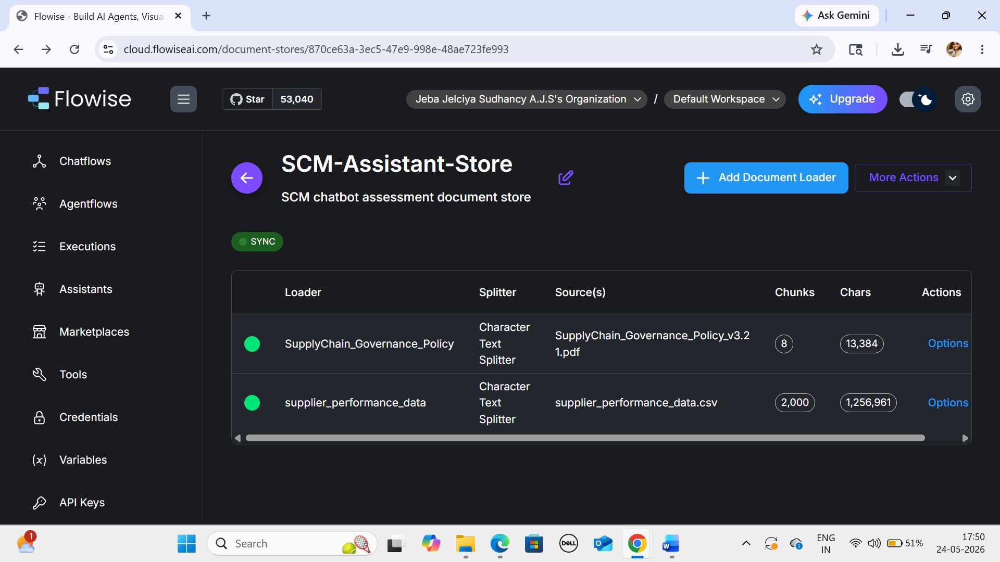 Flowise - Build AI Agents, Visua
Ask Gemini
cloud.flowiseai.com/document-stores/870ce63a-3ec5-47e9-998e-48ae723fe993
Flowise
Star
53,040
Jeba Jelciya Sudhancy A.J.S's Organization
/
Default Workspace
Upgrade
Chatflows
Agentflows
Executions
Assistants
Marketplaces
Tools
Credentials
(x) Variables
API Keys
SCM-Assistant-Store
SCM chatbot assessment document store
Add Document Loader
More Actions
SYNC
Loader
Splitter
Source(s)
Chunks
Chars
Actions
SupplyChain_Governance_Policy
Character
Text
Splitter
SupplyChain_Governance_Policy_v3.2
1.pdf
8
13,384
Options
supplier_performance_data
Character
Text
Splitter
supplier_performance_data.csv
2,000
1,256,961
Options
1
Search
DELL
ENG
IN
51%
17:50
24-05-2026